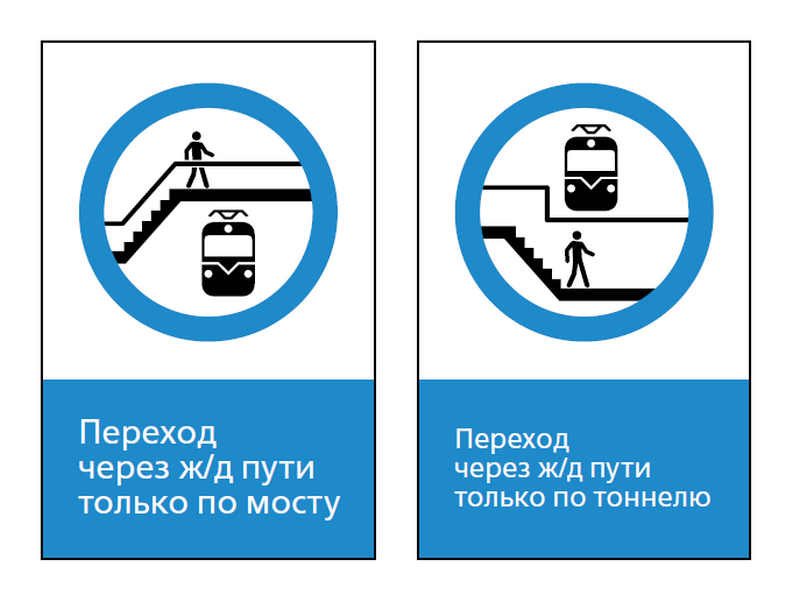 Переход
через ж/д пути
только по мосту
Переход
через ж/д пути
только по тоннелю